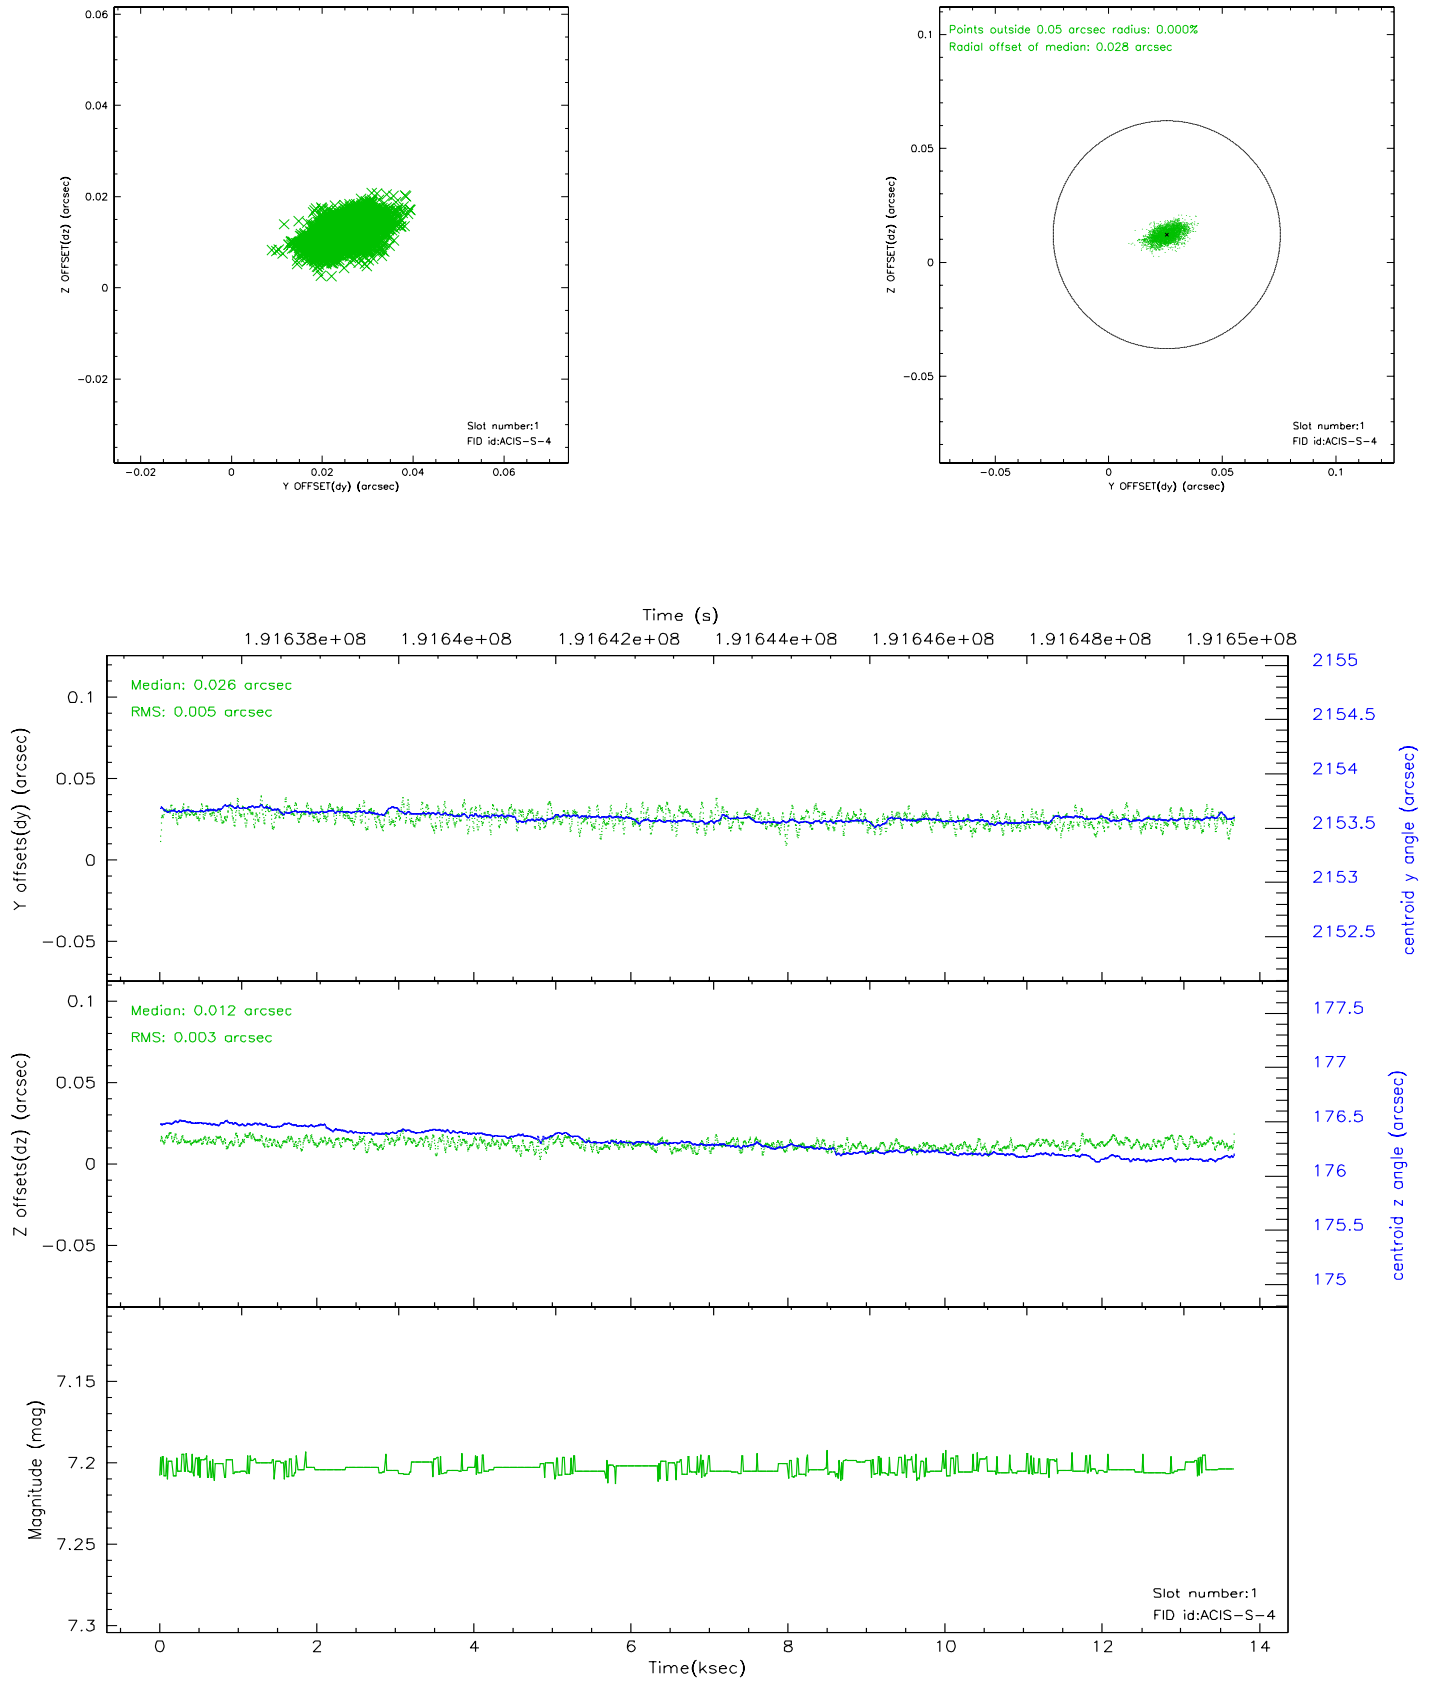 0.06
0.04
0.02
0
-0.02
Z OFFSET(dz) (arcsec)
Slot number:1
FID id:ACIS-S-4
-0.02 0 0.02 0.04 0.06
Y OFFSET(dy) (arcsec)
Points outside 0.05 arcsec radius: 0.000%
Radial offset of median: 0.028 arcsec
0.1
0.05
0
-0.05
Z OFFSET(dz) (arcsec)
Slot number:1
FID id:ACIS-S-4
-0.05 0 0.05 0.1
Y OFFSET(dy) (arcsec)
Time (s)
1.91638e+08 1.9164e+08 1.91642e+08 1.91644e+08 1.91646e+08 1.91648e+08 1.9165e+08
Median: 0.026 arcsec
RMS: 0.005 arcsec
0.1
0.05
0
-0.05
Y offsets(dy) (arcsec)
2155
2154.5
2154
2153.5
2153
2152.5
centroid y angle (arcsec)
Median: 0.012 arcsec
RMS: 0.003 arcsec
0.1
0.05
0
-0.05
Z offsets(dz) (arcsec)
177.5
177
176.5
176
175.5
175
centroid z angle (arcsec)
7.15
7.2
7.25
7.3
Magnitude (mag)
Slot number:1
FID id:ACIS-S-4
0 2 4 6 8 10 12 14
Time(ksec)